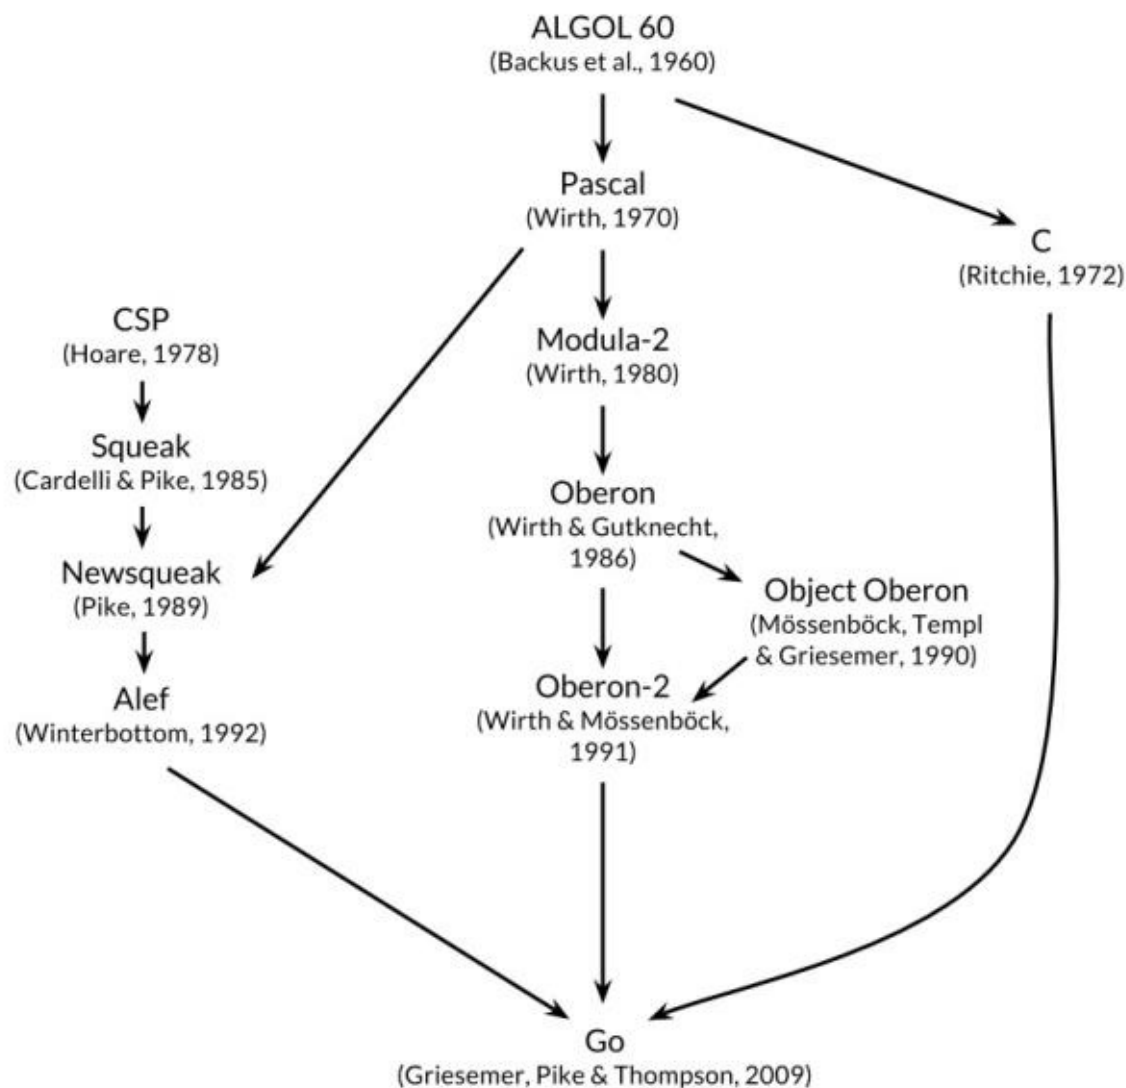 ALGOL 60
(Backus et al., 1960)
Pascal
(Wirth, 1970)
C
(Ritchie, 1972)
CSP
(Hoare, 1978)
Modula-2
(Wirth, 1980)
Squeak
(Cardelli & Pike, 1985)
Oberon
(Wirth & Gutknecht,
1986)
Newsqueak
(Pike, 1989)
Object Oberon
(Mössenböck, Templ
& Griesemer, 1990)
Oberon-2
(Wirth & Mössenböck,
1991)
Alef
(Winterbottom, 1992)
Go
(Griesemer, Pike & Thompson, 2009)